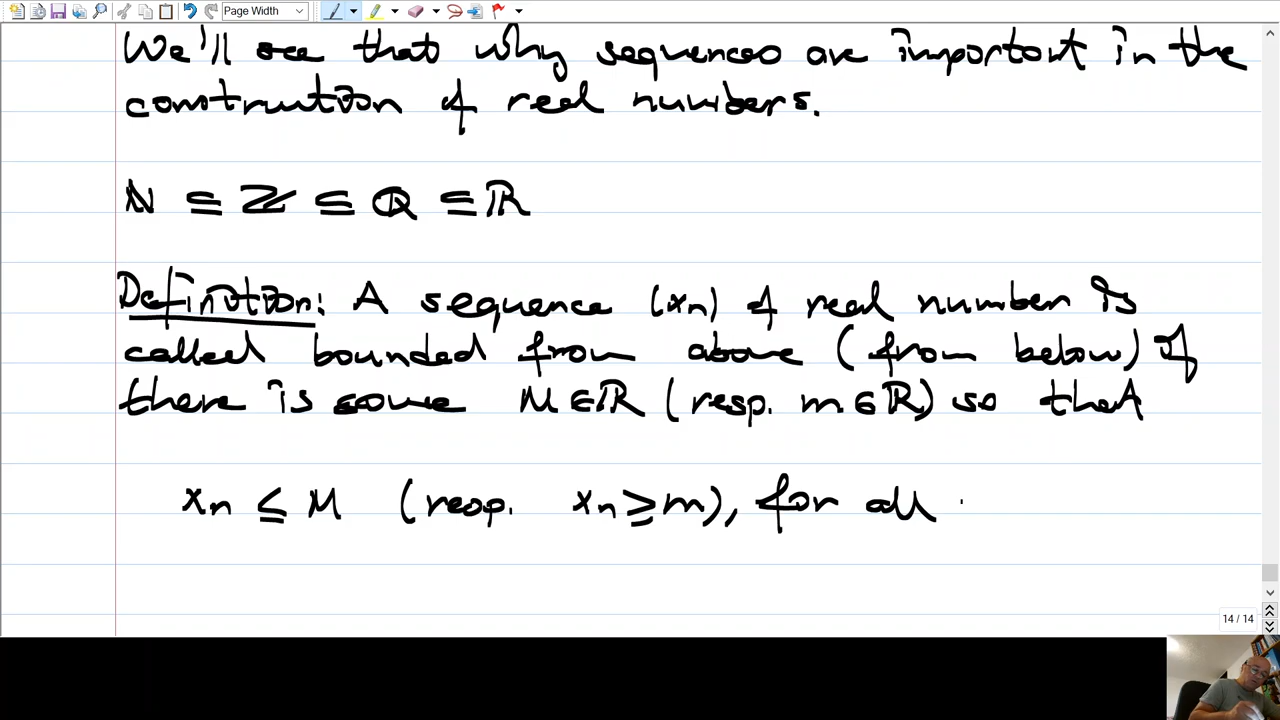 Page Width
We'll see that why sequences are important in the
construction of real numbers.
ℕ ⊆ ℤ ⊆ ℚ ⊆ ℝ
Definition: A sequence (xn) of real number is
called bounded from above (from below) if
there is some M∈ℝ (resp. m∈ℝ) so that
xn ≤ M (resp. xn ≥ m), for all
14 / 14